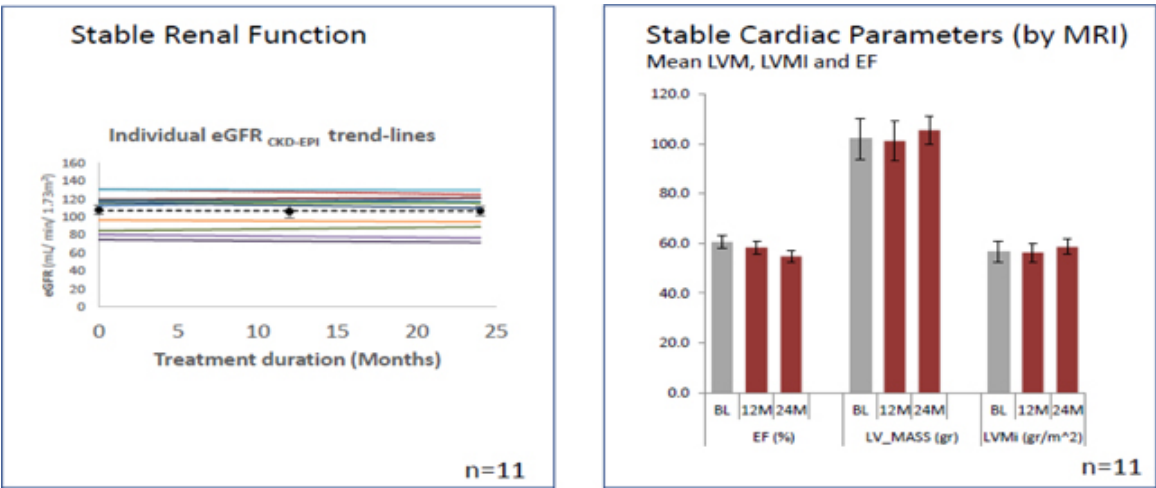 Stable Renal Function
Individual eGFR CKD-EPI trend-lines
eGFR (mL/ min/ 1.73m²)
160
140
120
100
80
60
40
20
0
0 5 10 15 20 25
Treatment duration (Months)
n=11
Stable Cardiac Parameters (by MRI)
Mean LVM, LVMI and EF
120.0
100.0
80.0
60.0
40.0
20.0
0.0
BL 12M 24M BL 12M 24M BL 12M 24M
EF (%) LV_MASS (gr) LVMi (gr/m^2)
n=11